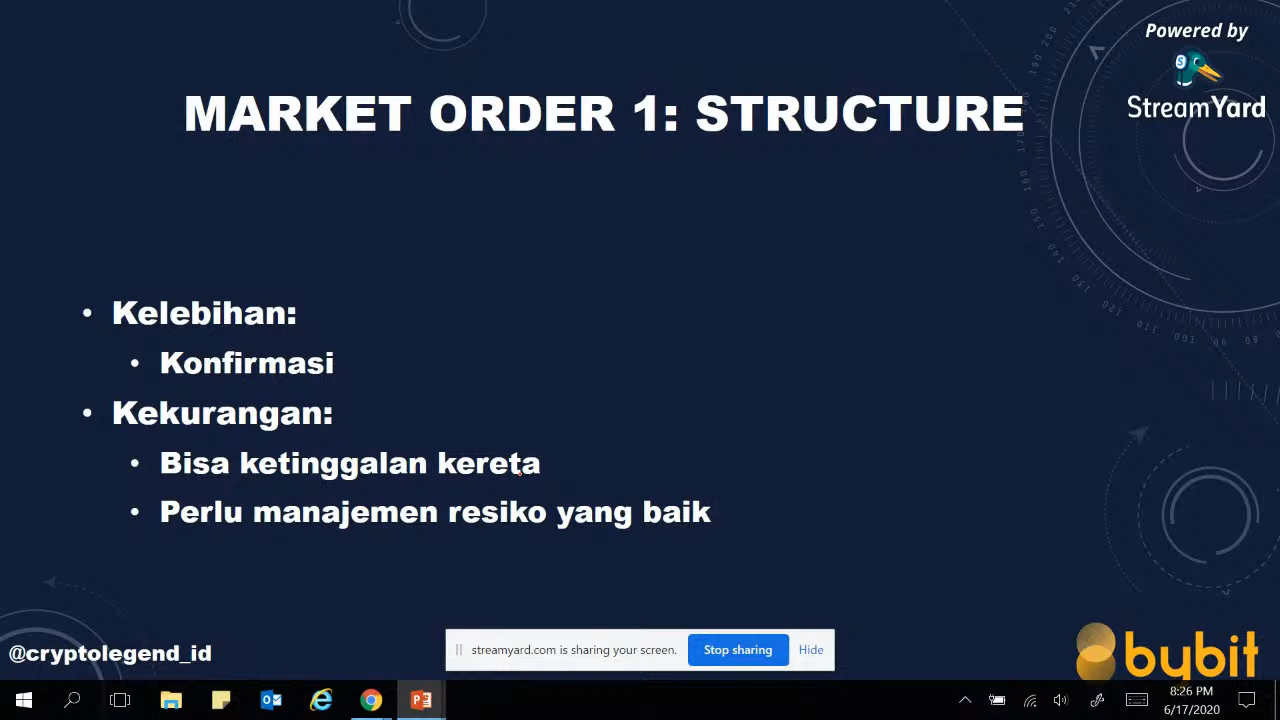 Powered by
StreamYard
MARKET ORDER 1: STRUCTURE
• Kelebihan:
• Konfirmasi
• Kekurangan:
• Bisa ketinggalan kereta
• Perlu manajemen resiko yang baik
@cryptolegend_id
streamyard.com is sharing your screen.
Stop sharing
Hide
bybit
8:26 PM
6/17/2020